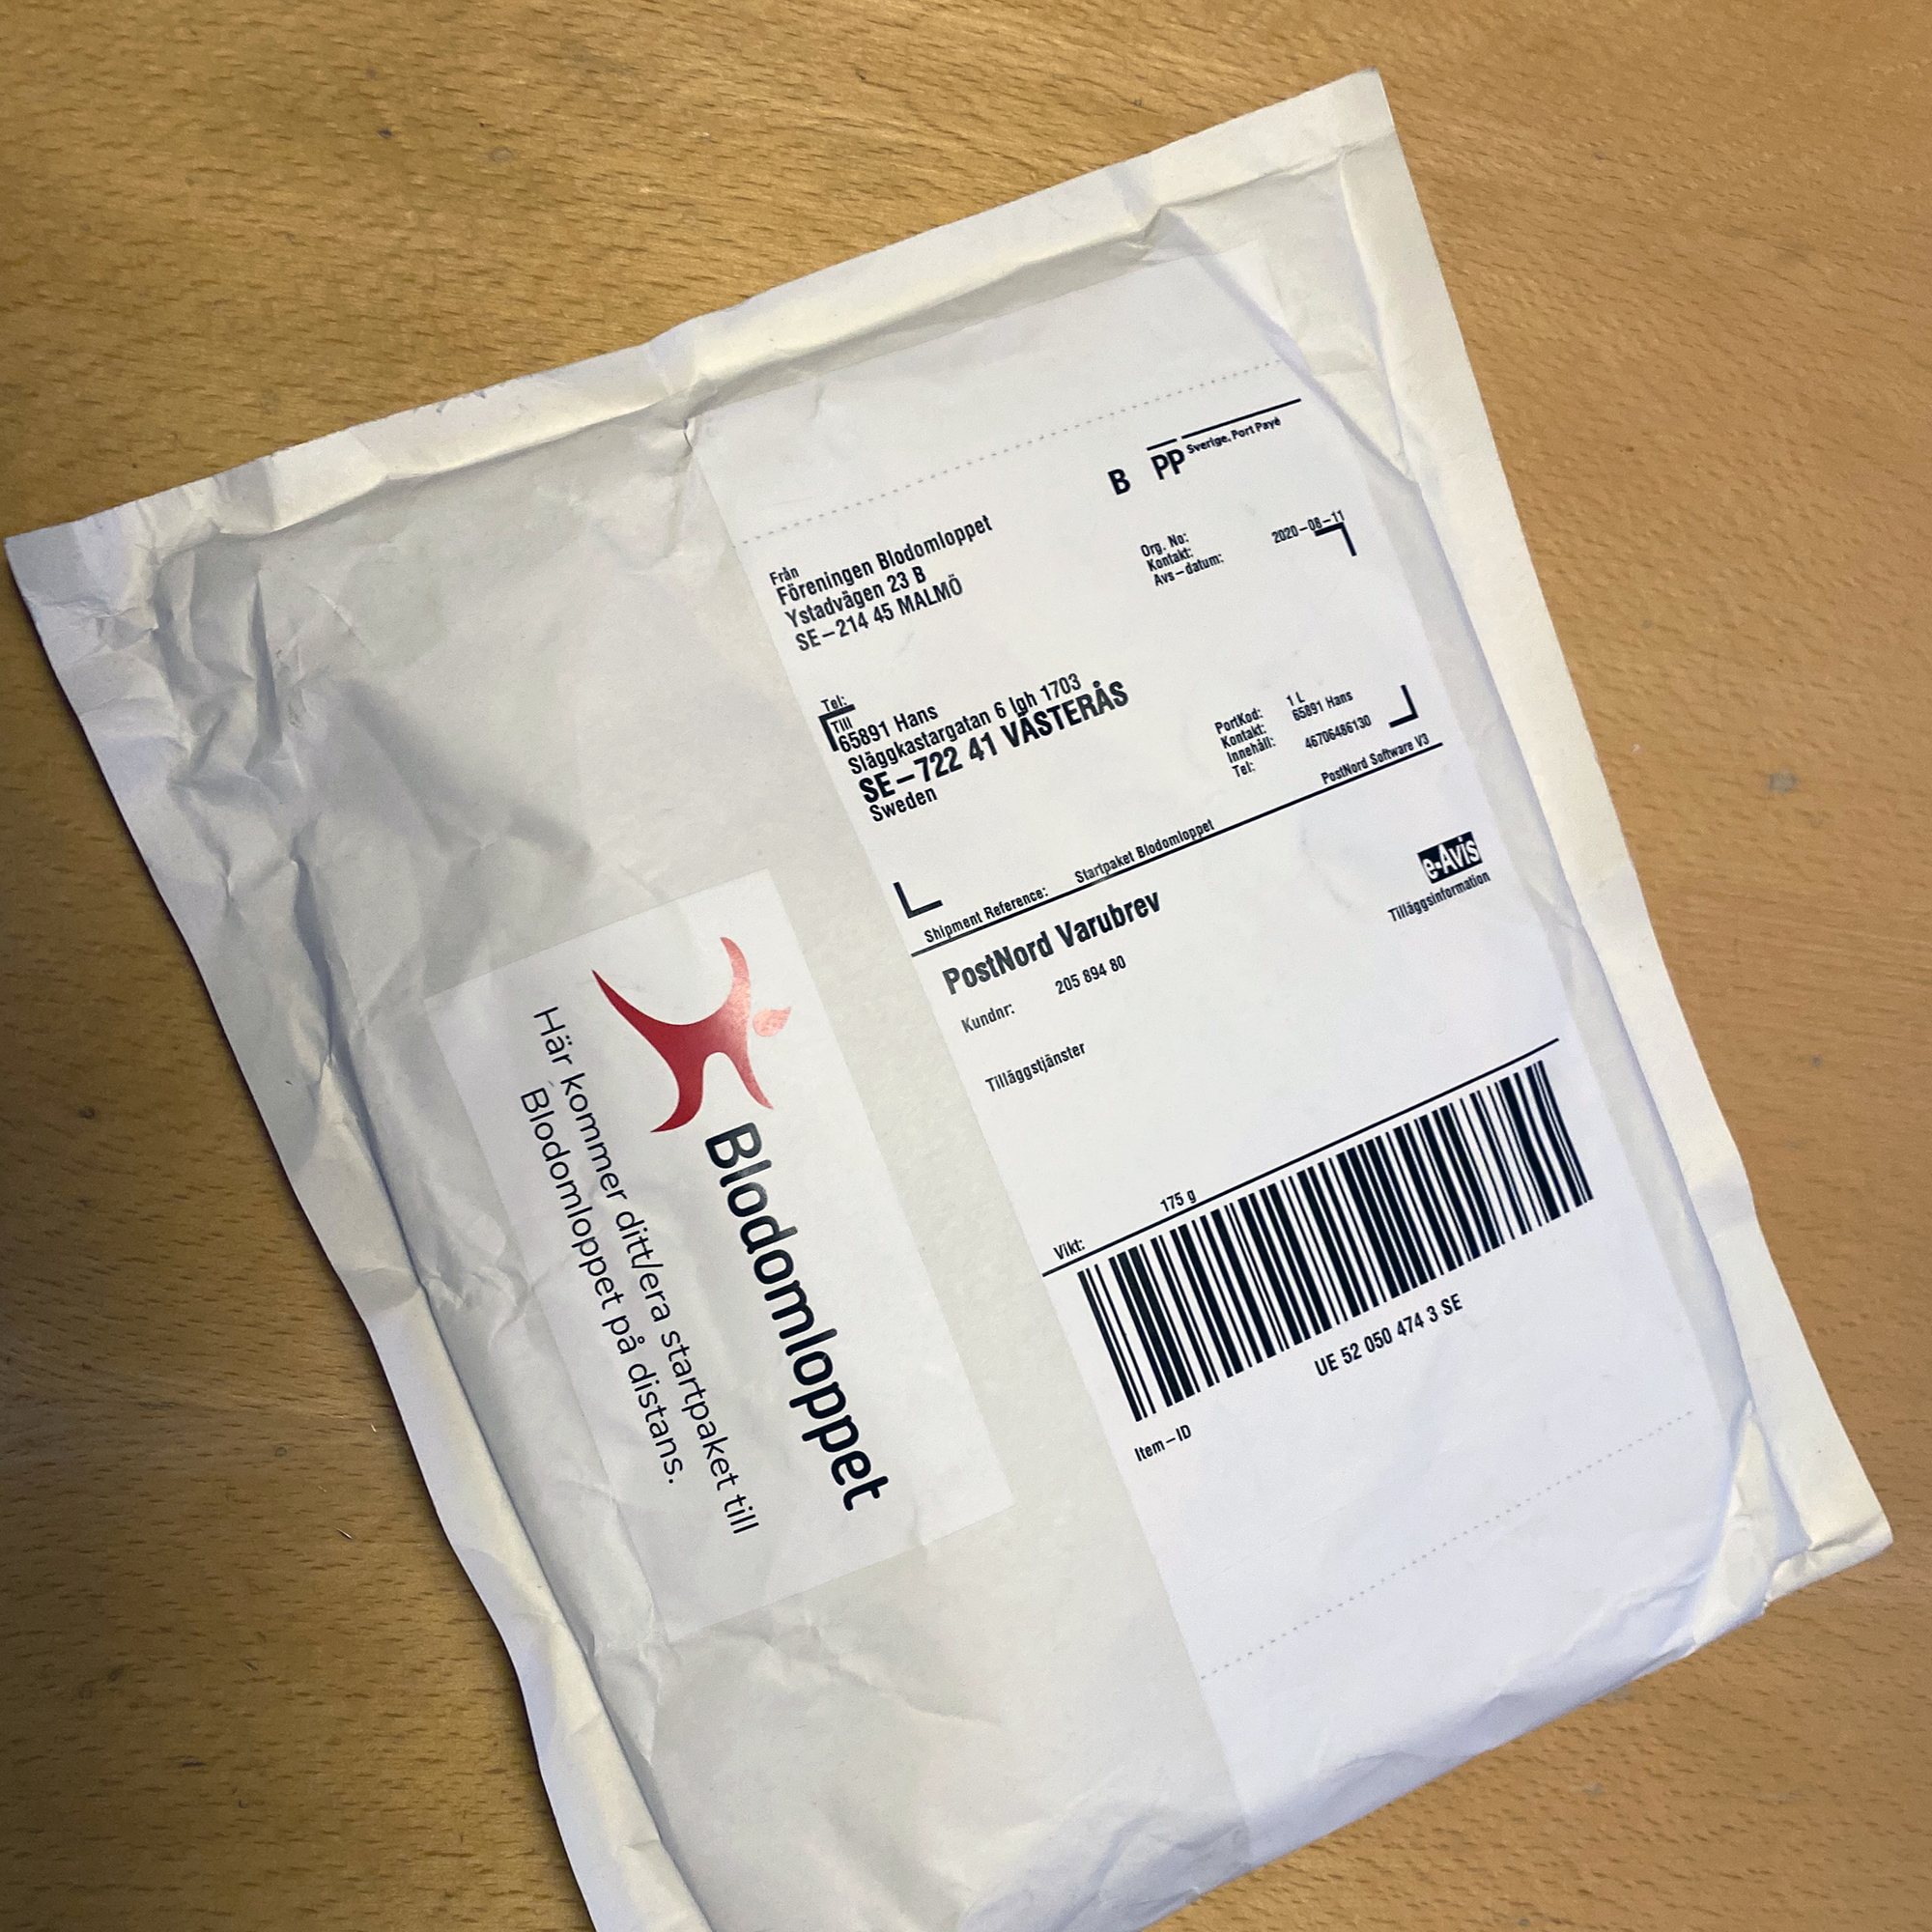 B PP Sverige, Port Payé
Från
Föreningen Blodomloppet
Ystadvägen 23 B
SE-214 45 MALMÖ
Org. No:
Kontakt:
Avs-datum: 2020-08-11
Tel:
Till
65891 Hans
Släggkastargatan 6 lgh 1703
SE-722 41 VÄSTERÅS
Sweden
PortKod: 1 L
Kontakt: 65891 Hans
Innehåll:
Tel: 46706486130
PostNord Software V3
Shipment Reference: Startpaket Blodomloppet
PostNord Varubrev
e-Avis
Tilläggsinformation
Kundnr: 205 894 80
Tilläggstjänster
Vikt: 175 g
UE 52 050 474 3 SE
Item-ID
Blodomloppet
Här kommer ditt/era startpaket till
Blodomloppet på distans.